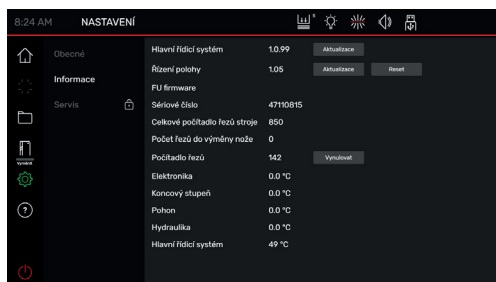 8:24 AM NASTAVENÍ
Obecné
Informace
Servis
Vyměnit
?
Hlavní řídicí systém 1.0.99 Aktualizace
Řízení polohy 1.05 Aktualizace Reset
FU firmware
Sériové číslo 47110815
Celkové počítadlo řezů stroje 850
Počet řezů do výměny nože 0
Počítadlo řezů 142 Vynulovat
Elektronika 0.0 °C
Koncový stupeň 0.0 °C
Pohon 0.0 °C
Hydraulika 0.0 °C
Hlavní řídicí systém 49 °C